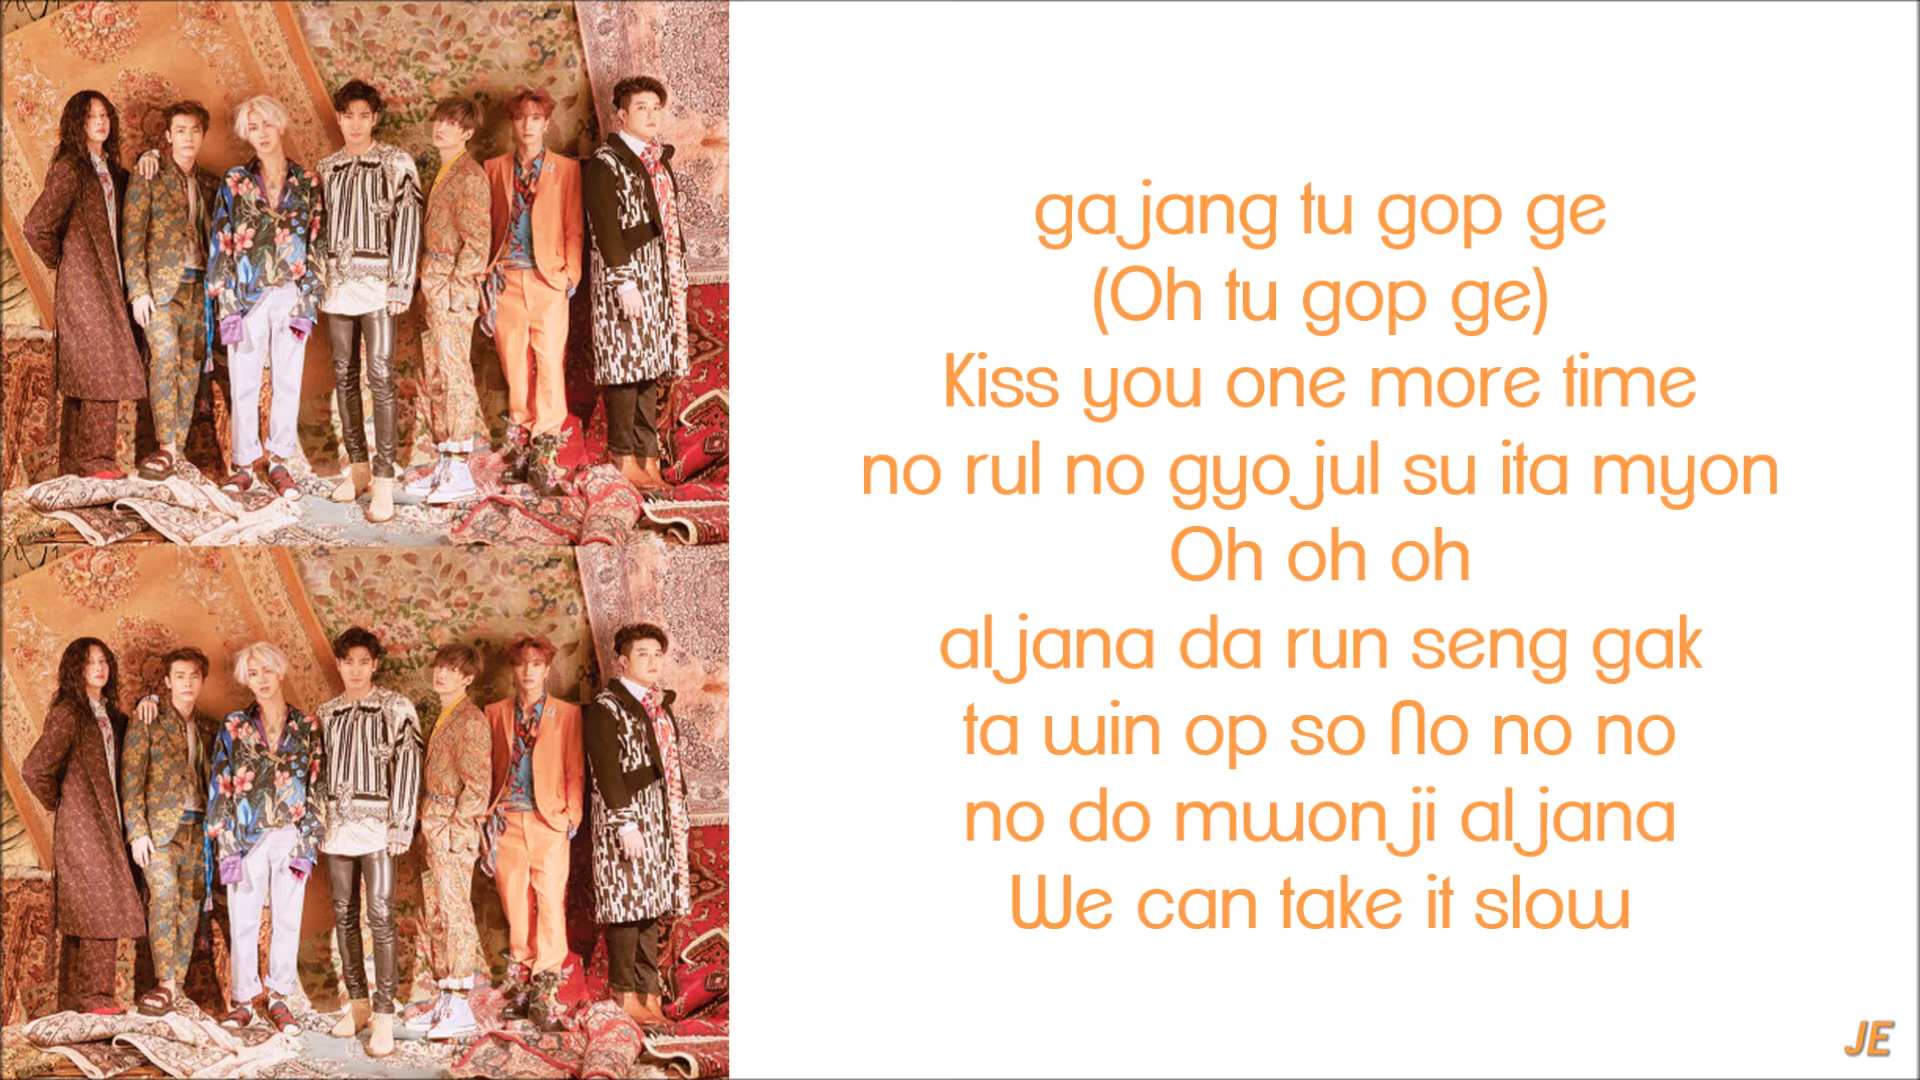 gajang tu gop ge
(Oh tu gop ge)
Kiss you one more time
no rul no gyojul su ita myon
Oh oh oh
aljana da run seng gak
ta win op so No no no
no do mwonji aljana
We can take it slow
JE